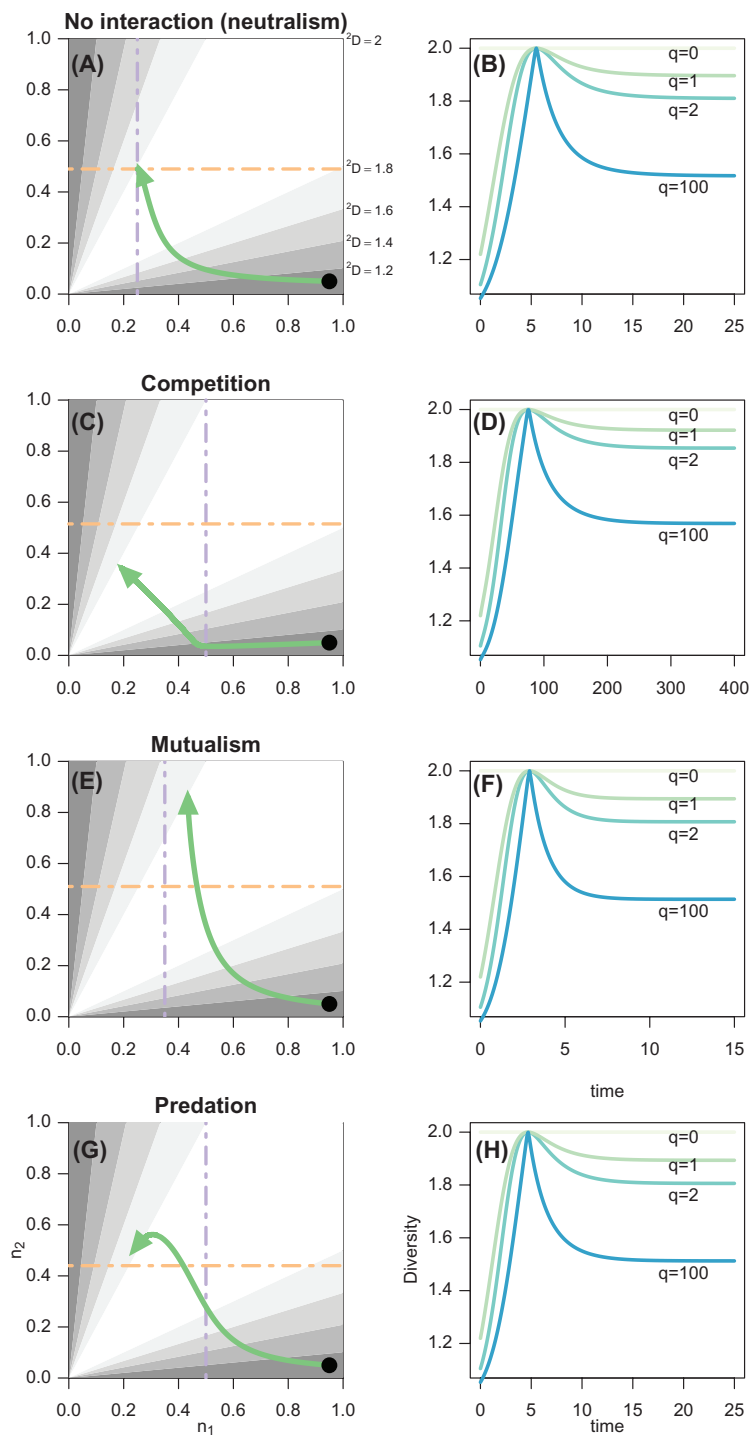 No interaction (neutralism)
(A)
1.0
0.8
0.6
0.4
0.2
0.0
0.0 0.2 0.4 0.6 0.8 1.0
²D = 2
²D = 1.8
²D = 1.6
²D = 1.4
²D = 1.2
(B)
2.0
1.8
1.6
1.4
1.2
0 5 10 15 20 25
q=0
q=1
q=2
q=100
Competition
(C)
1.0
0.8
0.6
0.4
0.2
0.0
0.0 0.2 0.4 0.6 0.8 1.0
(D)
2.0
1.8
1.6
1.4
1.2
0 100 200 300 400
q=0
q=1
q=2
q=100
Mutualism
(E)
1.0
0.8
0.6
0.4
0.2
0.0
0.0 0.2 0.4 0.6 0.8 1.0
(F)
2.0
1.8
1.6
1.4
1.2
0 5 10 15
time
q=0
q=1
q=2
q=100
Predation
(G)
n₂
1.0
0.8
0.6
0.4
0.2
0.0
0.0 0.2 0.4 0.6 0.8 1.0
n₁
(H)
Diversity
2.0
1.8
1.6
1.4
1.2
0 5 10 15 20 25
time
q=0
q=1
q=2
q=100